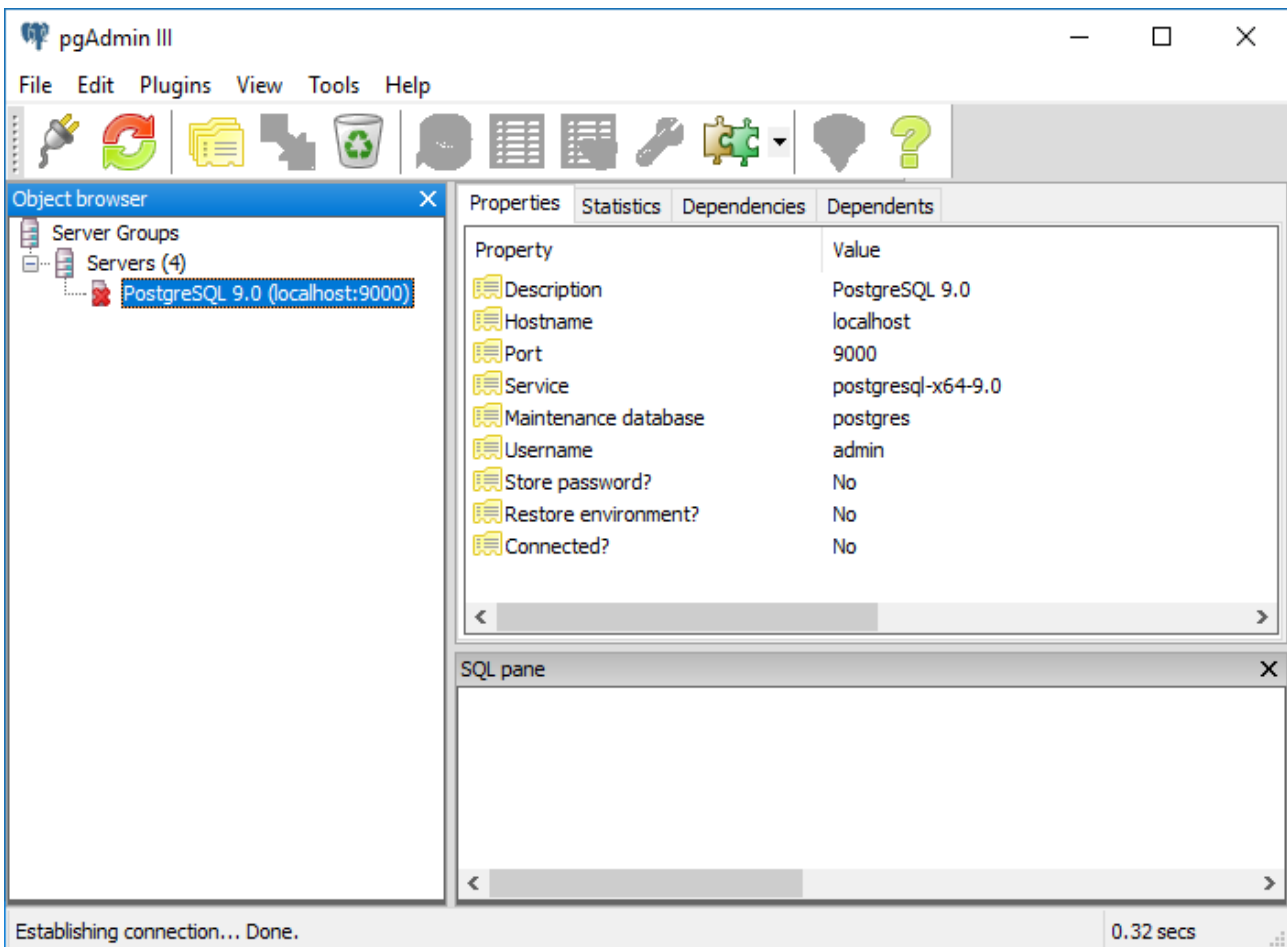 pgAdmin III
File Edit Plugins View Tools Help
Object browser
Server Groups
Servers (4)
PostgreSQL 9.0 (localhost:9000)
Properties Statistics Dependencies Dependents
Property Value
Description PostgreSQL 9.0
Hostname localhost
Port 9000
Service postgresql-x64-9.0
Maintenance database postgres
Username admin
Store password? No
Restore environment? No
Connected? No
SQL pane
Establishing connection... Done. 0.32 secs